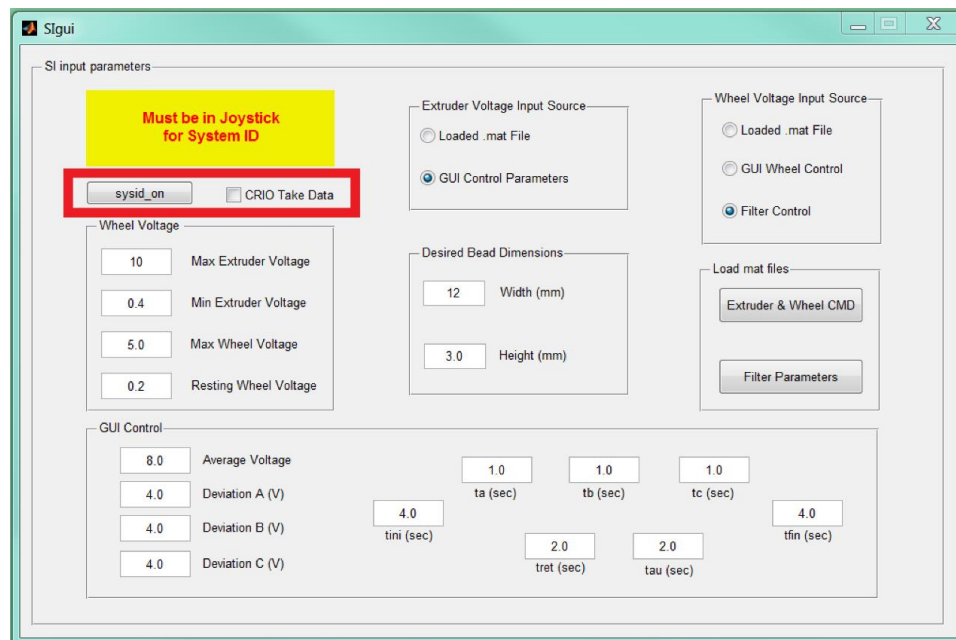 SIgui
SI input parameters
Must be in Joystick
for System ID
sysid_on
CRIO Take Data
Wheel Voltage
10 Max Extruder Voltage
0.4 Min Extruder Voltage
5.0 Max Wheel Voltage
0.2 Resting Wheel Voltage
Extruder Voltage Input Source
Loaded .mat File
GUI Control Parameters
Desired Bead Dimensions
12 Width (mm)
3.0 Height (mm)
Wheel Voltage Input Source
Loaded .mat File
GUI Wheel Control
Filter Control
Load mat files
Extruder & Wheel CMD
Filter Parameters
GUI Control
8.0 Average Voltage
4.0 Deviation A (V)
4.0 Deviation B (V)
4.0 Deviation C (V)
4.0
tini (sec)
1.0
ta (sec)
1.0
tb (sec)
1.0
tc (sec)
2.0
tret (sec)
2.0
tau (sec)
4.0
tfin (sec)